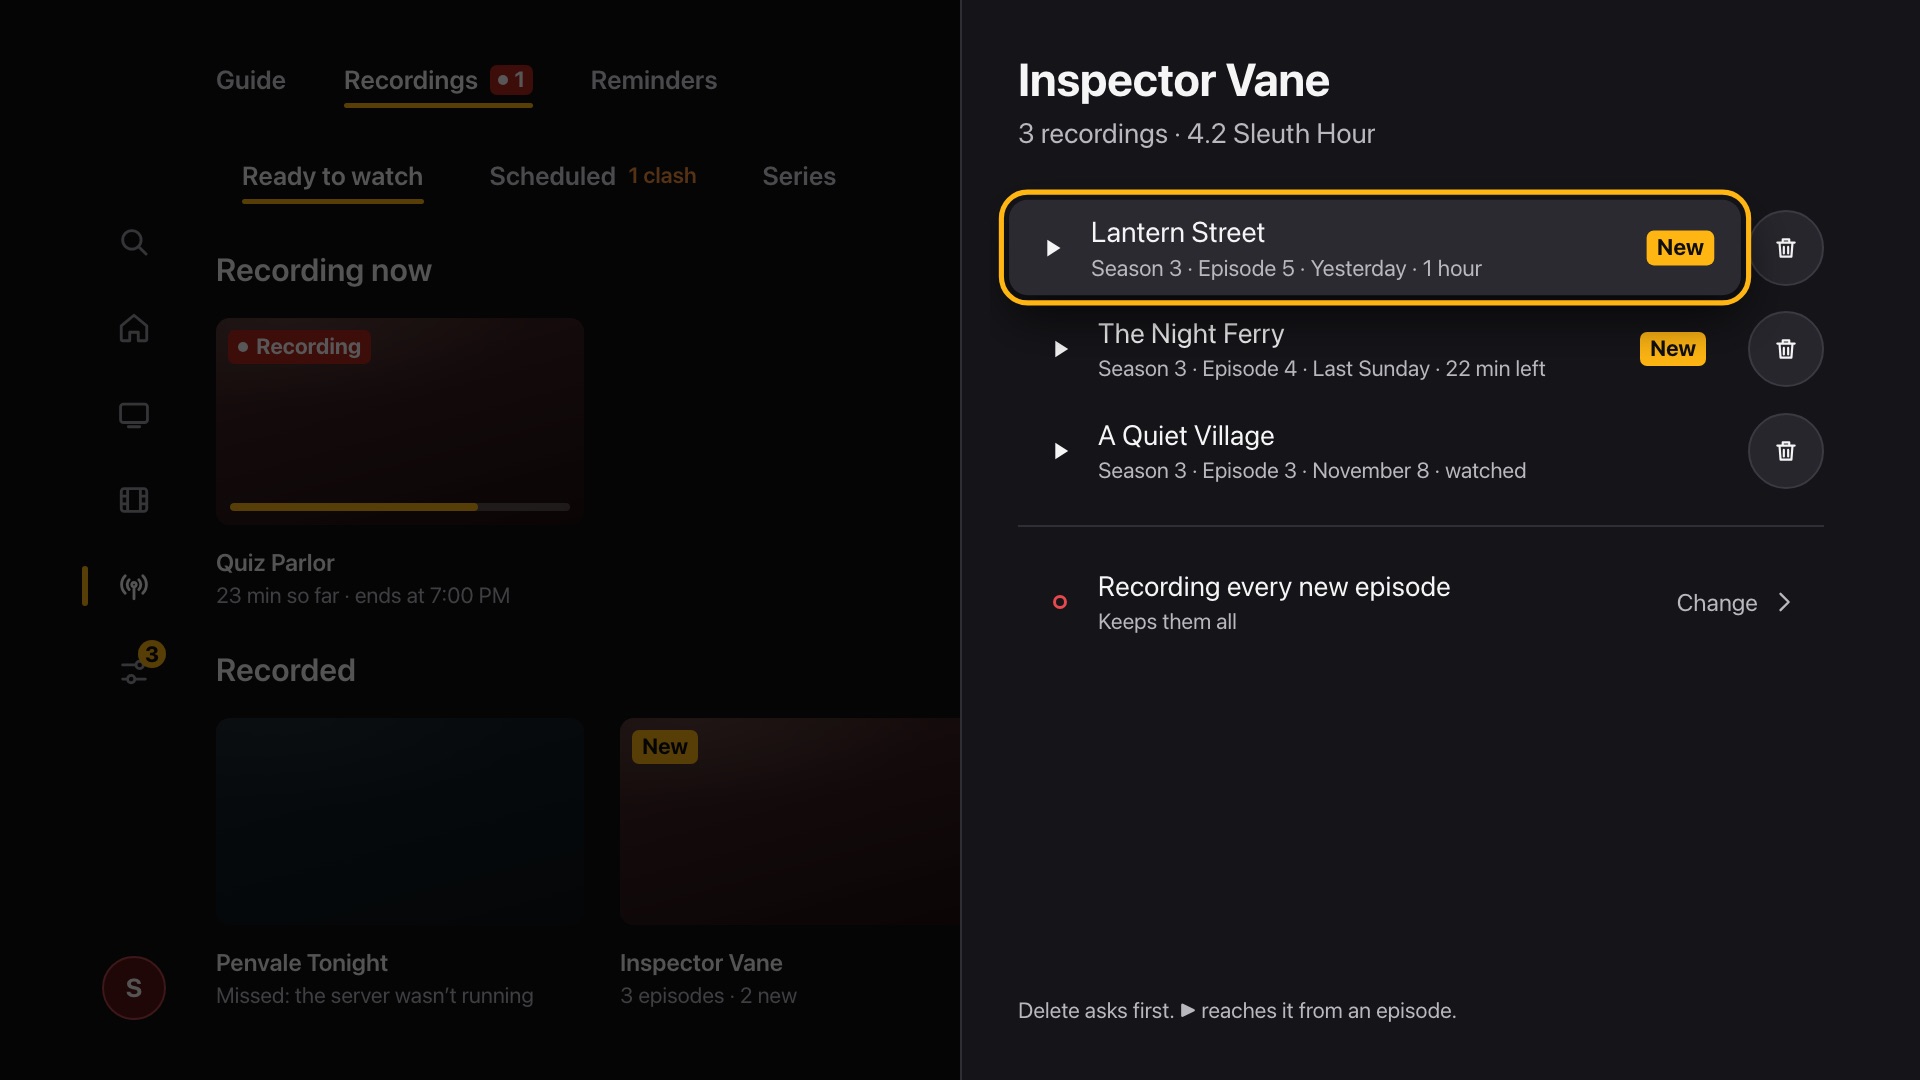 Guide
Recordings
1
Reminders
Ready to watch
Scheduled
1 clash
Series
Recording now
Recording
Quiz Parlor
23 min so far · ends at 7:00 PM
3
Recorded
New
Penvale Tonight
Missed: the server wasn’t running
Inspector Vane
3 episodes · 2 new
S
Inspector Vane
3 recordings · 4.2 Sleuth Hour
Lantern Street
Season 3 · Episode 5 · Yesterday · 1 hour
New
The Night Ferry
Season 3 · Episode 4 · Last Sunday · 22 min left
New
A Quiet Village
Season 3 · Episode 3 · November 8 · watched
Recording every new episode
Keeps them all
Change
Delete asks first. ▶ reaches it from an episode.